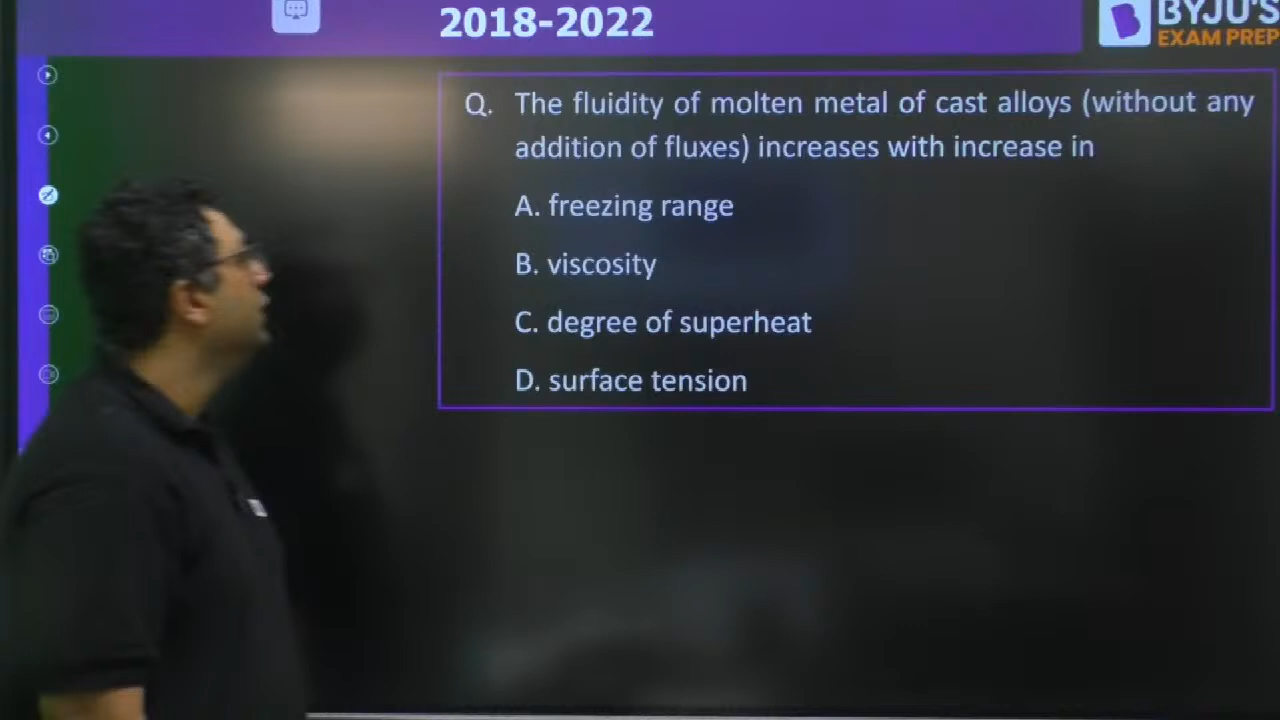 2018-2022
BYJU'S
EXAM PREP
Q. The fluidity of molten metal of cast alloys (without any
addition of fluxes) increases with increase in
A. freezing range
B. viscosity
C. degree of superheat
D. surface tension